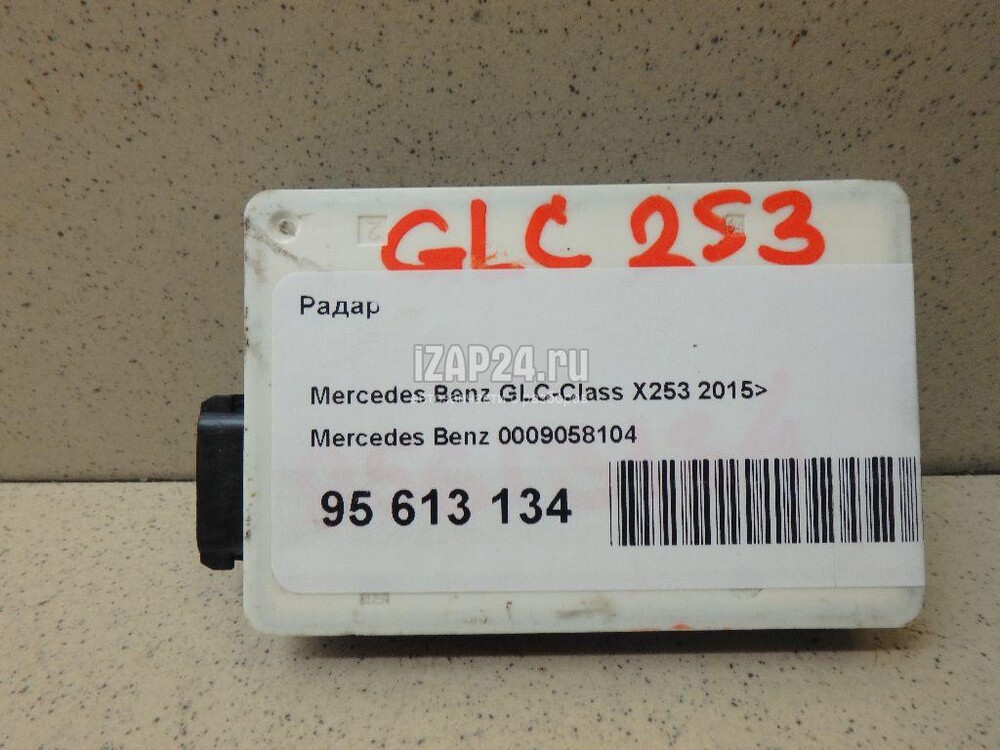 GLC 253
Радар
iZAP24.ru
Mercedes Benz GLC-Class X253 2015>
Mercedes Benz 0009058104
95 613 134